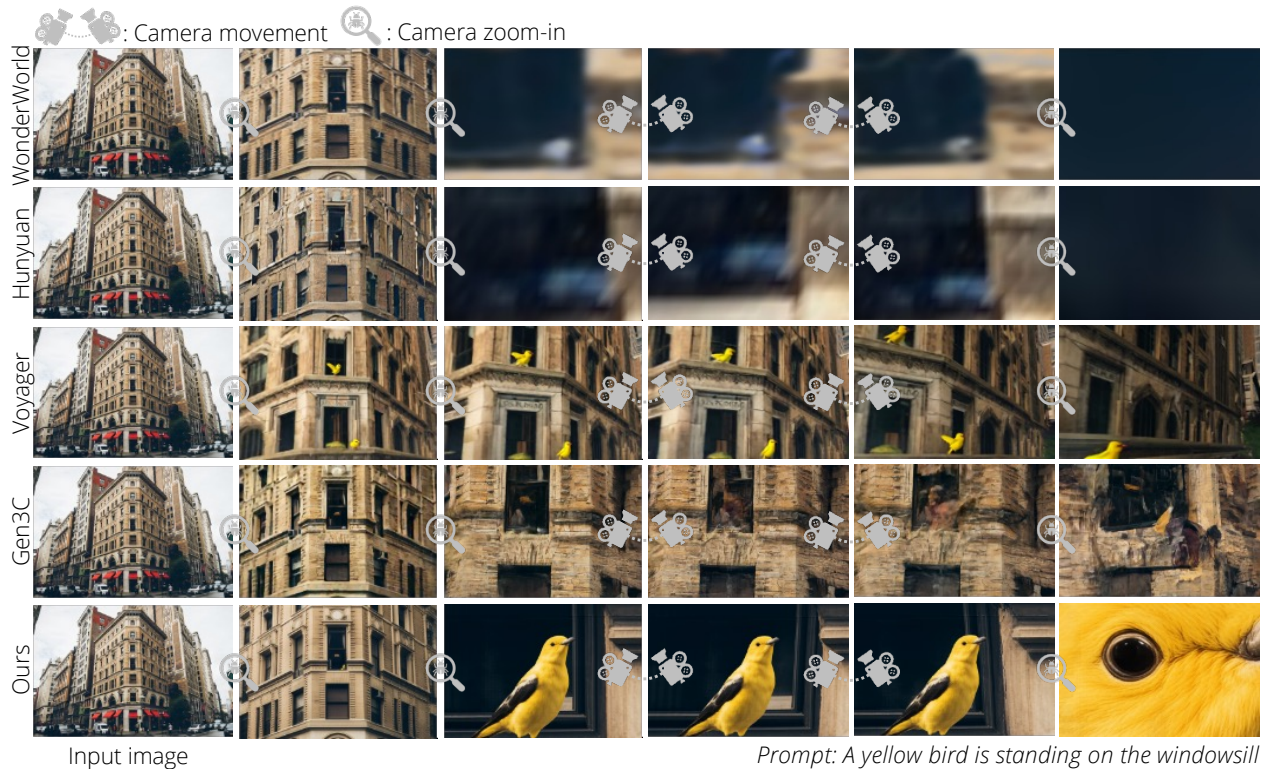 : Camera movement : Camera zoom-in
WonderWorld
Hunyuan
Voyager
Gen3C
Ours
Input image
Prompt: A yellow bird is standing on the windowsill